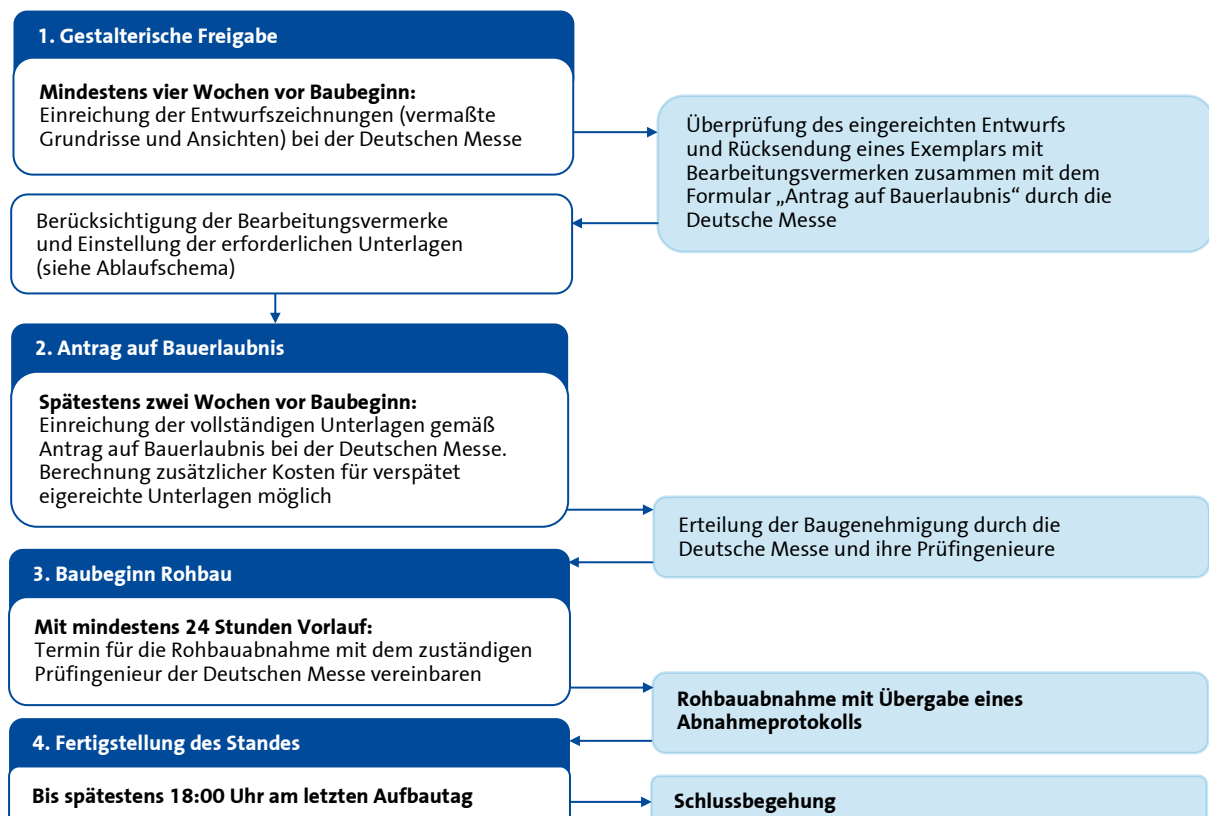 1. Gestalterische Freigabe
Mindestens vier Wochen vor Baubeginn:
Einreichung der Entwurfszeichnungen (vermaßte
Grundrisse und Ansichten) bei der Deutschen Messe
Überprüfung des eingereichten Entwurfs
und Rücksendung eines Exemplars mit
Bearbeitungsvermerken zusammen mit dem
Formular „Antrag auf Bauerlaubnis“ durch die
Deutsche Messe
Berücksichtigung der Bearbeitungsvermerke
und Einstellung der erforderlichen Unterlagen
(siehe Ablaufschema)
2. Antrag auf Bauerlaubnis
Spätestens zwei Wochen vor Baubeginn:
Einreichung der vollständigen Unterlagen gemäß
Antrag auf Bauerlaubnis bei der Deutschen Messe.
Berechnung zusätzlicher Kosten für verspätet
eigereichte Unterlagen möglich
Erteilung der Baugenehmigung durch die
Deutsche Messe und ihre Prüfingenieure
3. Baubeginn Rohbau
Mit mindestens 24 Stunden Vorlauf:
Termin für die Rohbauabnahme mit dem zuständigen
Prüfingenieur der Deutschen Messe vereinbaren
Rohbauabnahme mit Übergabe eines
Abnahmeprotokolls
4. Fertigstellung des Standes
Bis spätestens 18:00 Uhr am letzten Aufbautag
Schlussbegehung